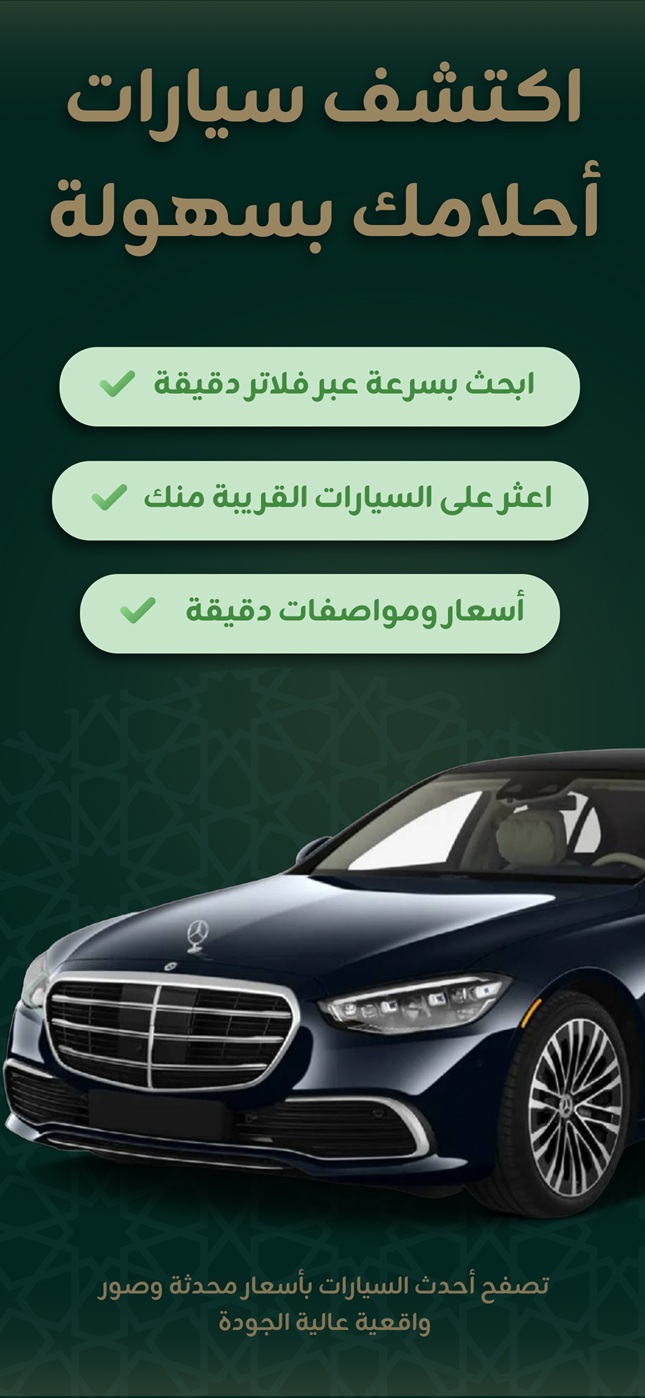 اكتشف سيارات
أحلامك بسهولة
ابحث بسرعة عبر فلاتر دقيقة
اعثر على السيارات القريبة منك
أسعار ومواصفات دقيقة
تصفح أحدث السيارات بأسعار محدثة وصور
واقعية عالية الجودة